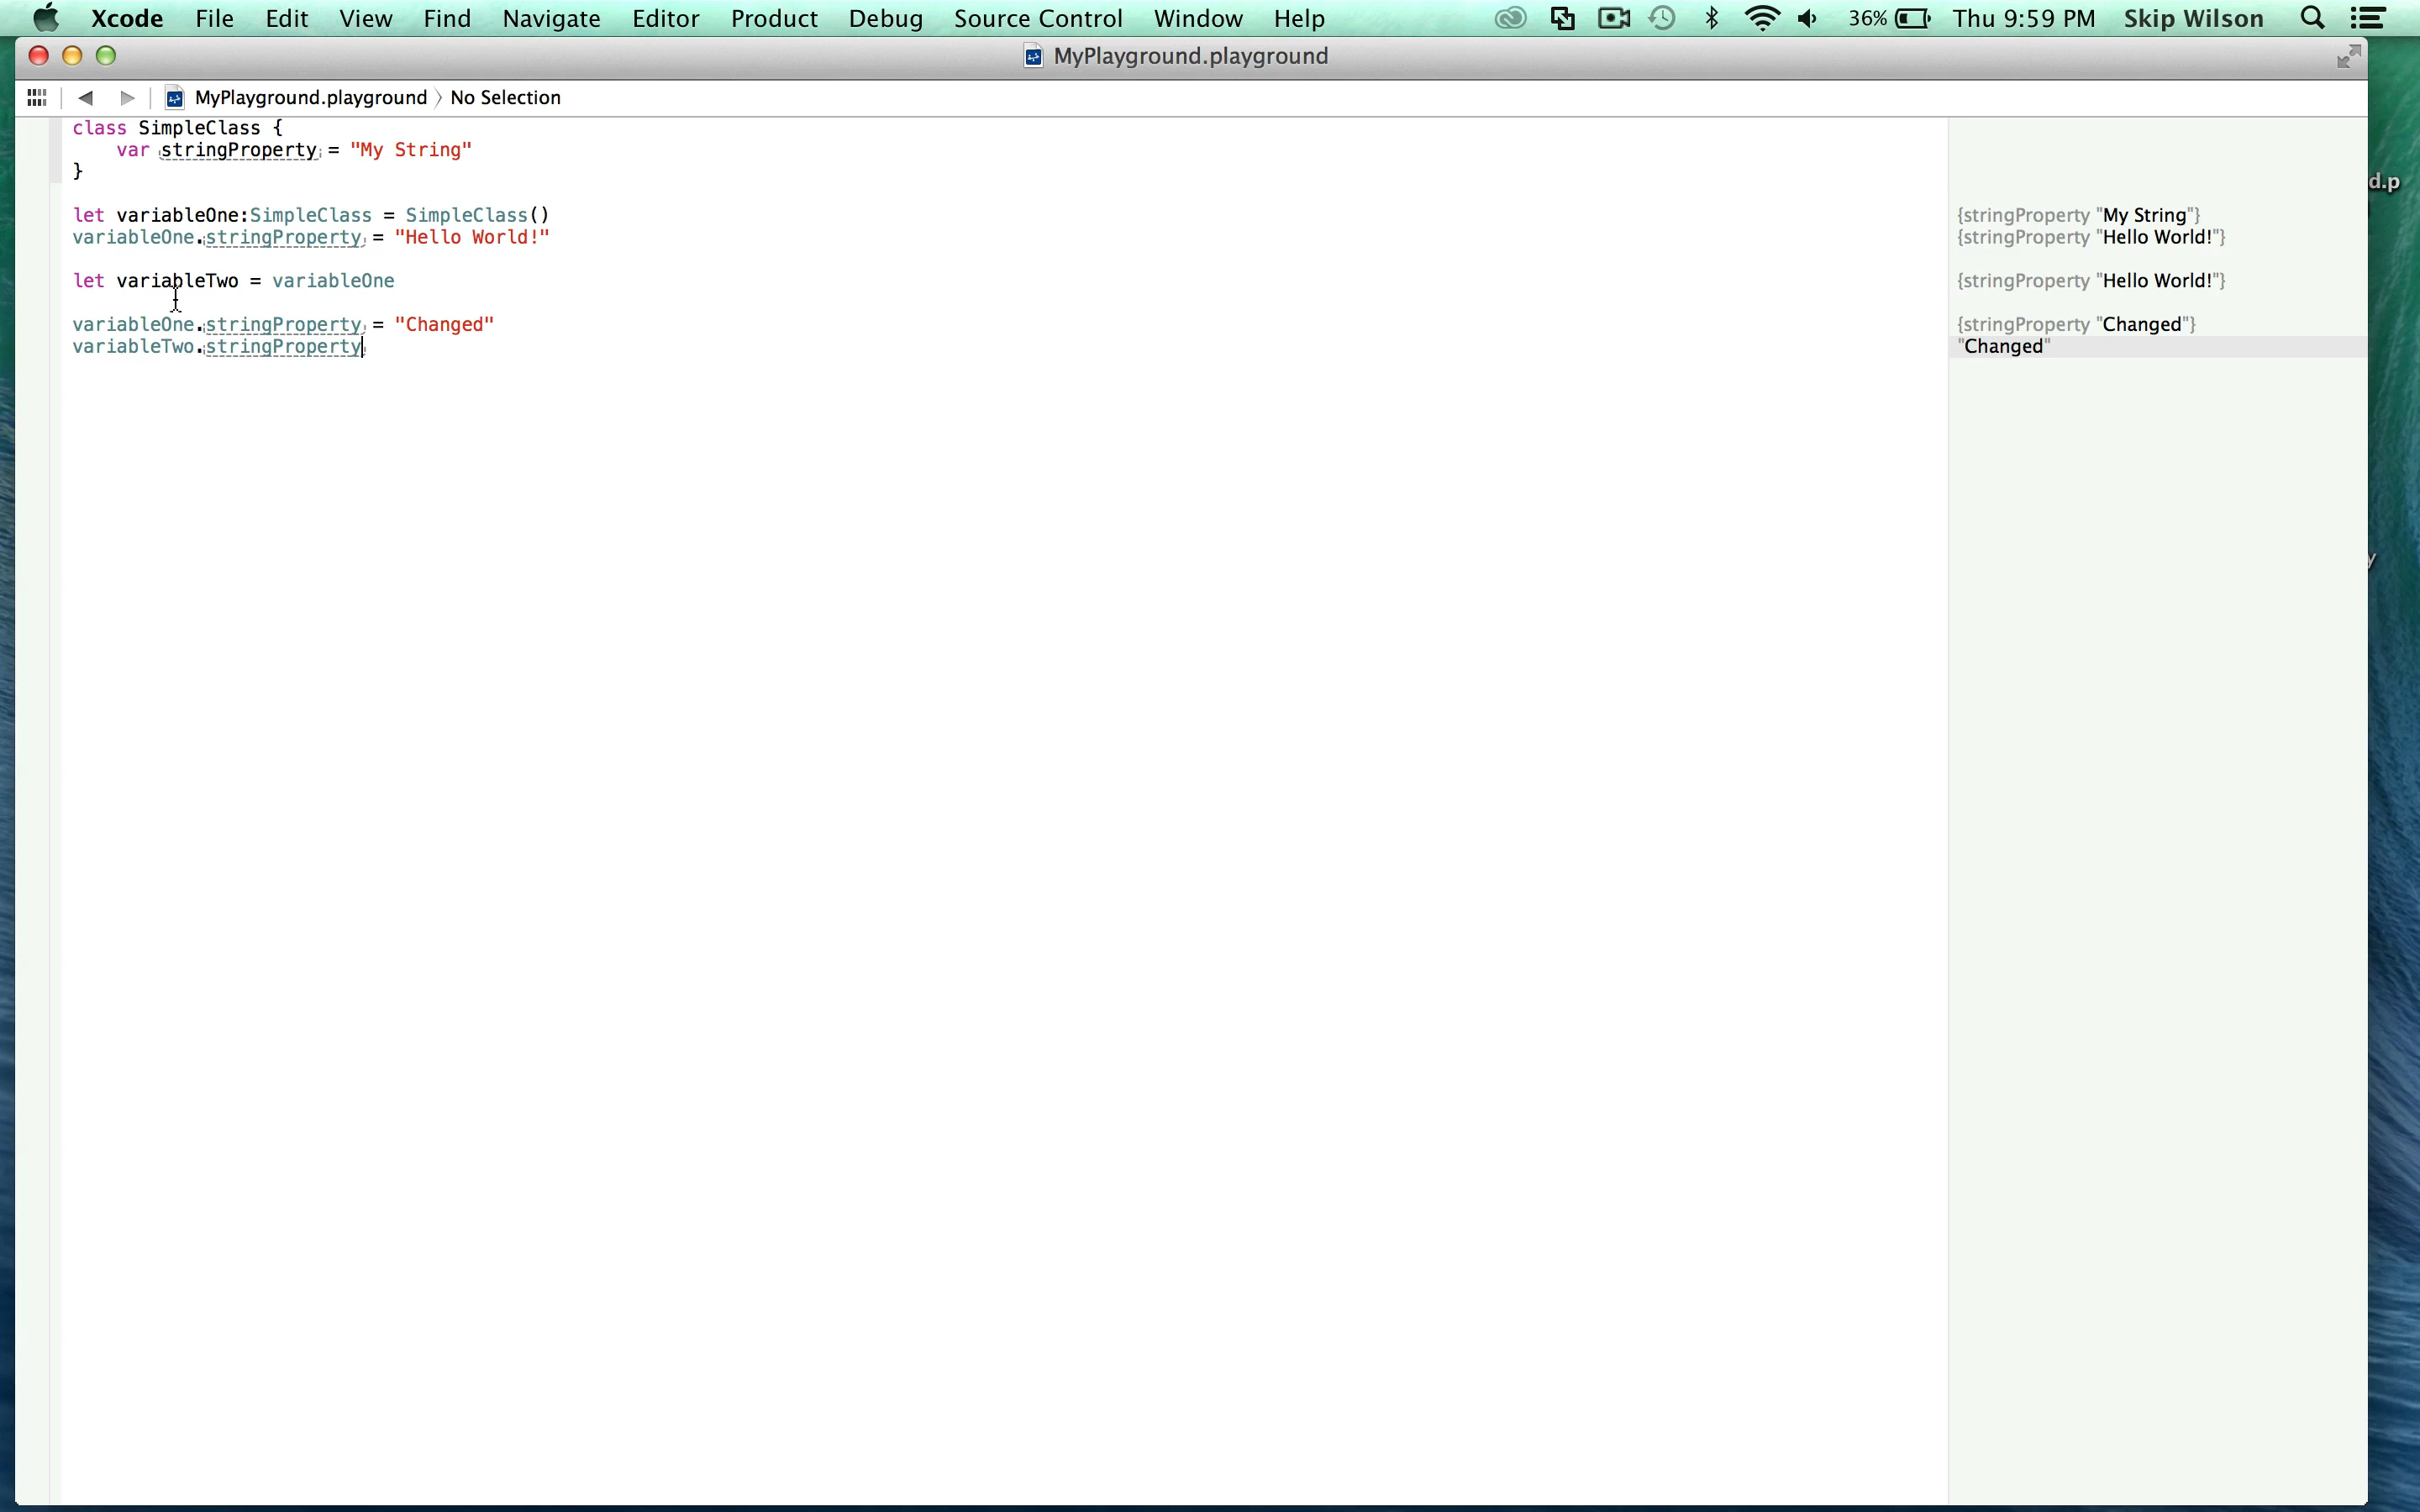 Xcode File Edit View Find Navigate Editor Product Debug Source Control Window Help 36% Thu 9:59 PM Skip Wilson
MyPlayground.playground
MyPlayground.playground No Selection
class SimpleClass {
var stringProperty = "My String"
}
d.p
let variableOne:SimpleClass = SimpleClass() {stringProperty "My String"}
variableOne.stringProperty = "Hello World!" {stringProperty "Hello World!"}
let variableTwo = variableOne {stringProperty "Hello World!"}
variableOne.stringProperty = "Changed" {stringProperty "Changed"}
variableTwo.stringProperty "Changed"
y